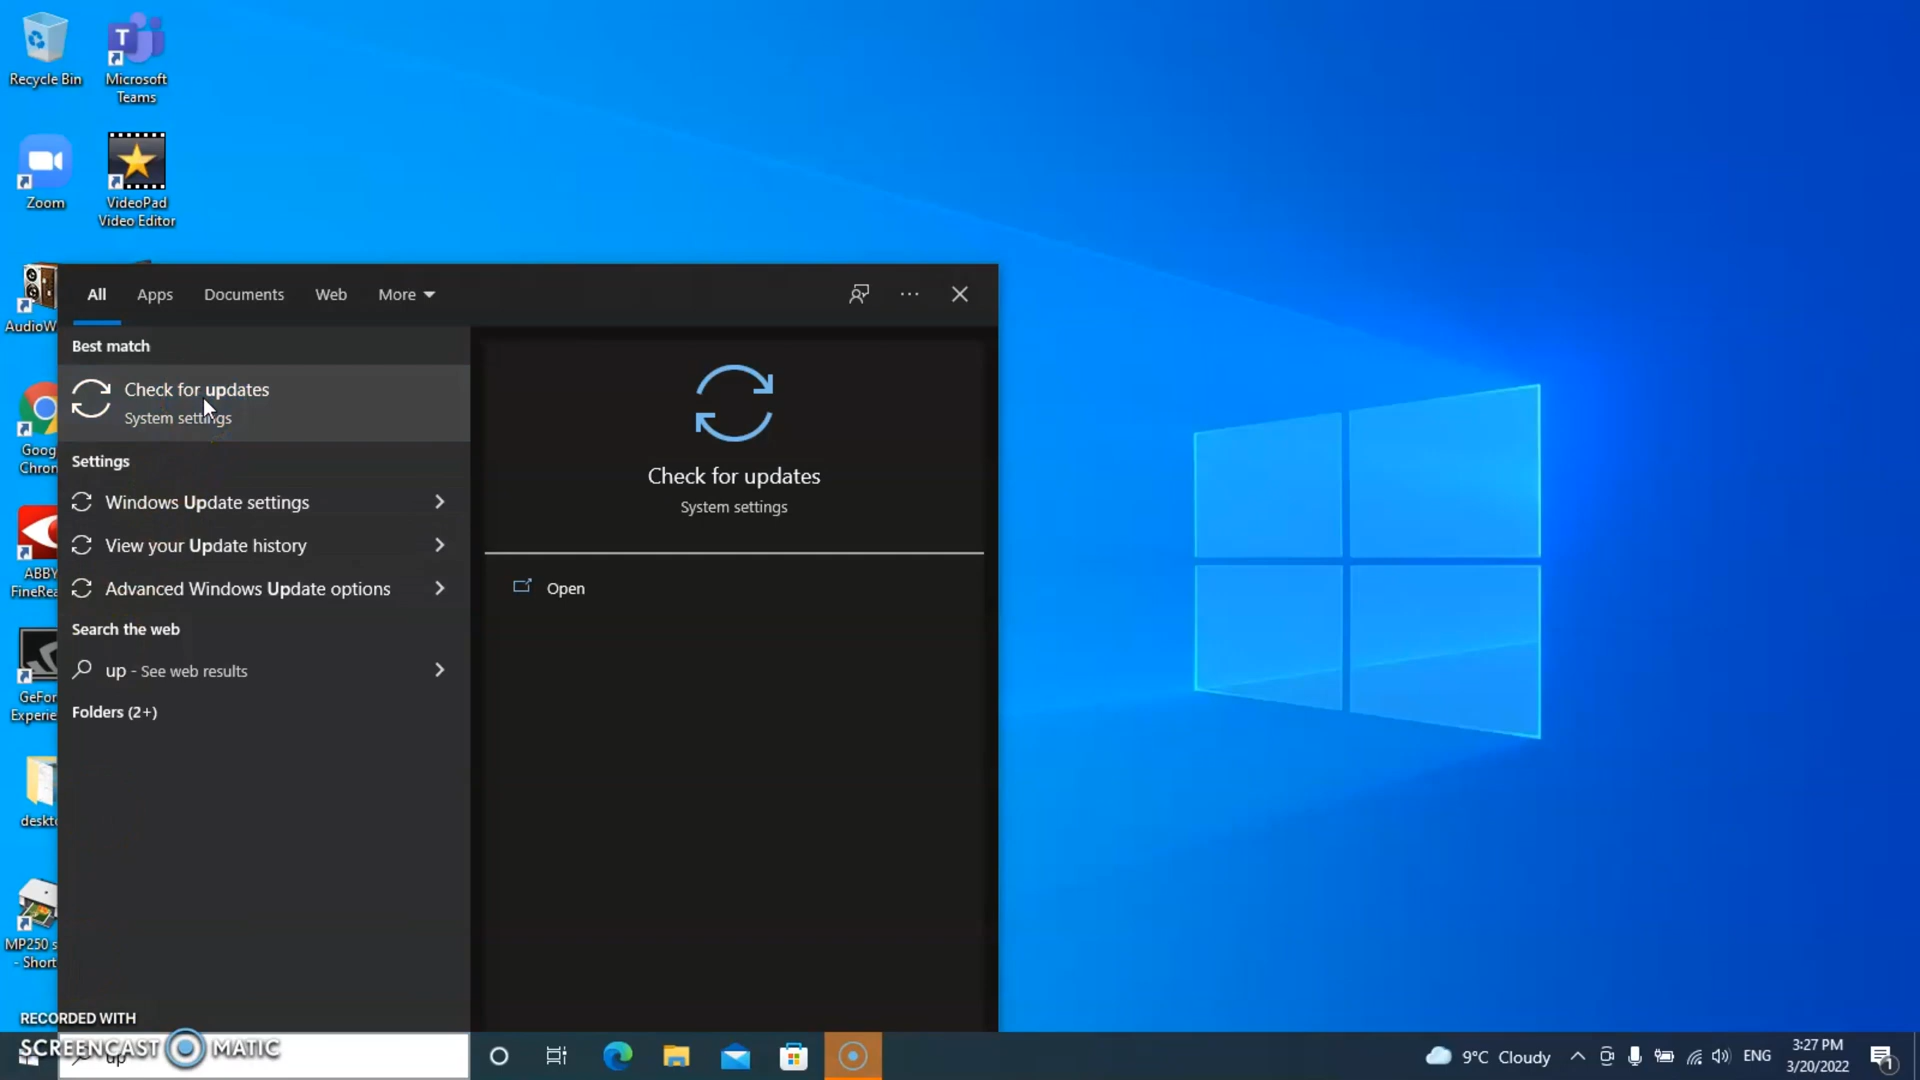 Recycle Bin
Microsoft
Teams
Zoom
VideoPad
Video Editor
AudioW
Goog
Chron
ABBY
FineRea
GeFor
Experie
deskto
MP250 s
- Short
All
Apps
Documents
Web
More
Best match
Check for updates
System settings
Settings
Windows Update settings
View your Update history
Advanced Windows Update options
Search the web
up - See web results
Folders (2+)
Check for updates
System settings
Open
RECORDED WITH
SCREENCAST MATIC
up
9°C Cloudy
ENG
3:27 PM
3/20/2022
1